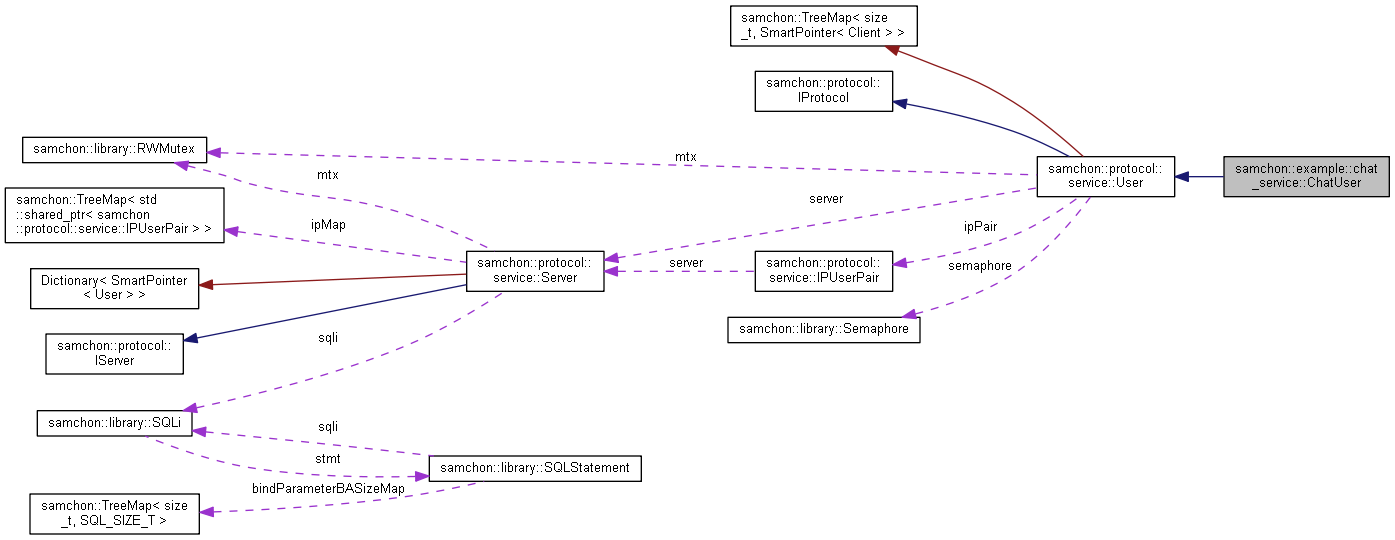 samchon::TreeMap< size
_t, SmartPointer< Client > >
samchon::protocol::
IProtocol
samchon::library::RWMutex
mtx
samchon::protocol::
service::User
samchon::example::chat
_service::ChatUser
mtx
samchon::TreeMap< std
::shared_ptr< samchon
::protocol::service::IPUserPair > >
ipMap
server
ipPair
samchon::protocol::
service::Server
server
samchon::protocol::
service::IPUserPair
semaphore
Dictionary< SmartPointer
< User > >
samchon::library::Semaphore
samchon::protocol::
IServer
sqli
samchon::library::SQLi
sqli
stmt
samchon::library::SQLStatement
bindParameterBASizeMap
samchon::TreeMap< size
_t, SQL_SIZE_T >